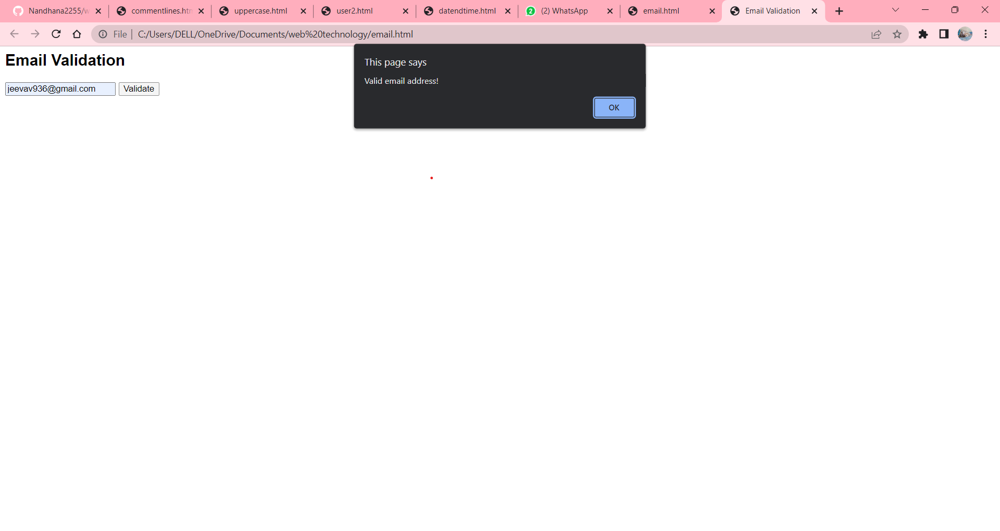 Nandhana2255/w
commentlines.htm
uppercase.html
user2.html
datendtime.html
2 (2) WhatsApp
email.html
Email Validation
File C:/Users/DELL/OneDrive/Documents/web%20technology/email.html
Email Validation
jeevav936@gmail.com Validate
This page says
Valid email address!
OK